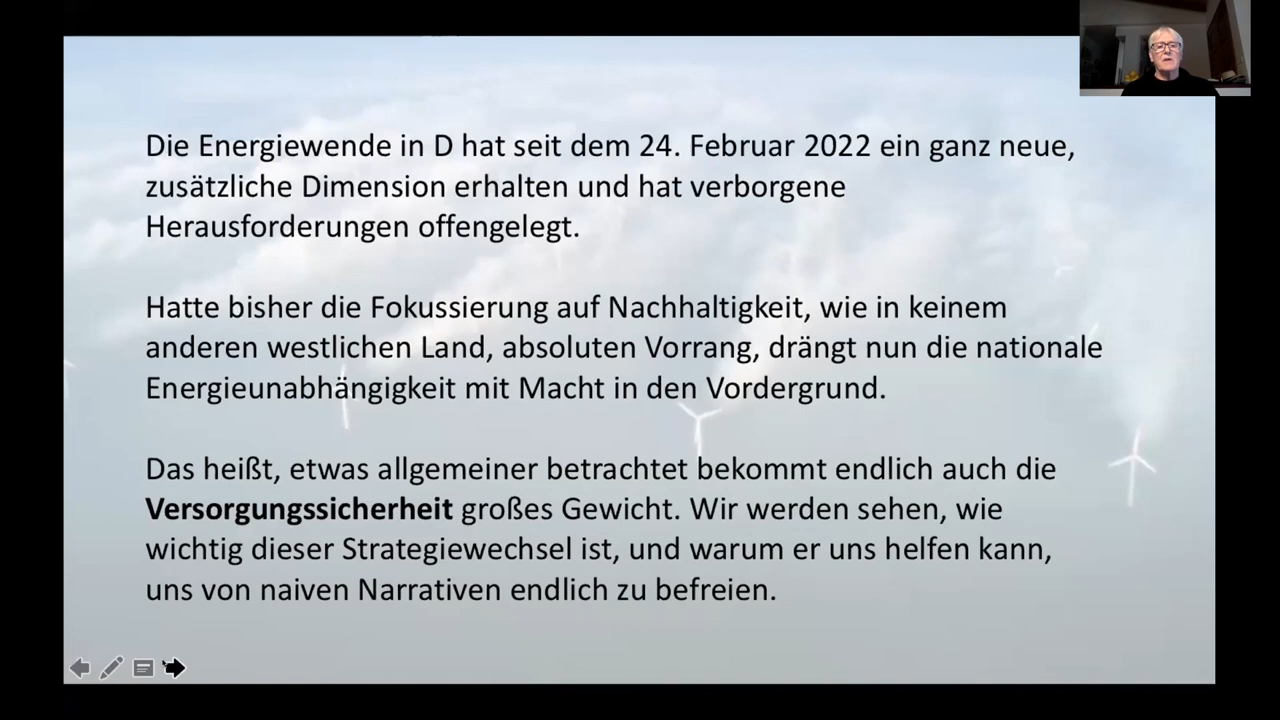 Die Energiewende in D hat seit dem 24. Februar 2022 ein ganz neue,
zusätzliche Dimension erhalten und hat verborgene
Herausforderungen offengelegt.
Hatte bisher die Fokussierung auf Nachhaltigkeit, wie in keinem
anderen westlichen Land, absoluten Vorrang, drängt nun die nationale
Energieunabhängigkeit mit Macht in den Vordergrund.
Das heißt, etwas allgemeiner betrachtet bekommt endlich auch die
Versorgungssicherheit großes Gewicht. Wir werden sehen, wie
wichtig dieser Strategiewechsel ist, und warum er uns helfen kann,
uns von naiven Narrativen endlich zu befreien.